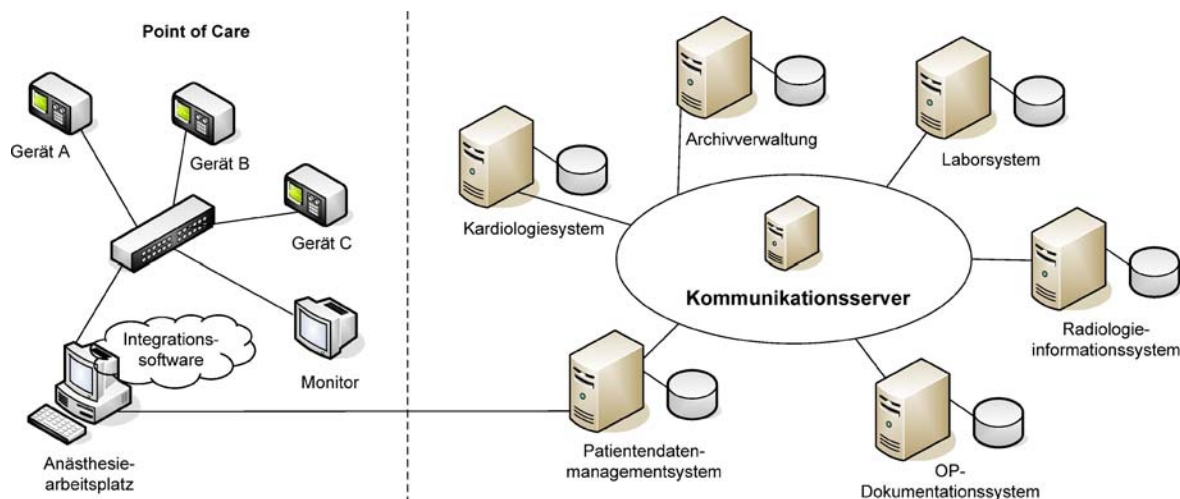 Point of Care
Gerät A
Gerät B
Gerät C
Integrations-
software
Monitor
Anästhesie-
arbeitsplatz
Archivverwaltung
Laborsystem
Kardiologiesystem
Kommunikationsserver
Radiologie-
informationssystem
Patientendaten-
managementsystem
OP-
Dokumentationssystem